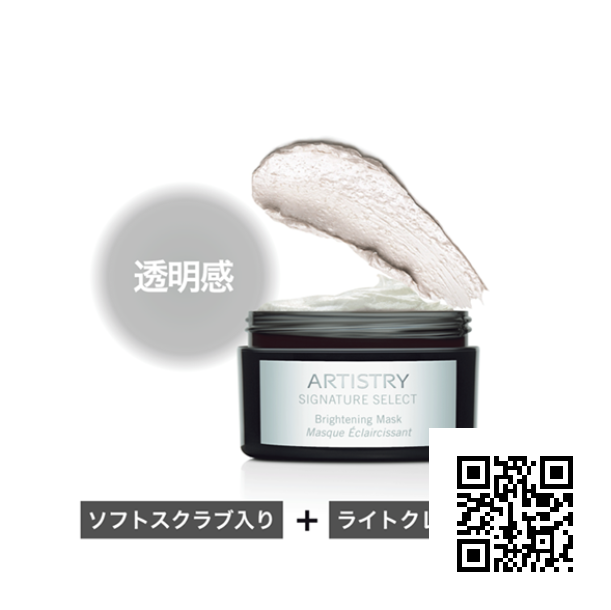 透明感
ARTISTRY
SIGNATURE SELECT
Brightening Mask
Masque Éclaircissant
ソフトスクラブ入り + ライトクレ